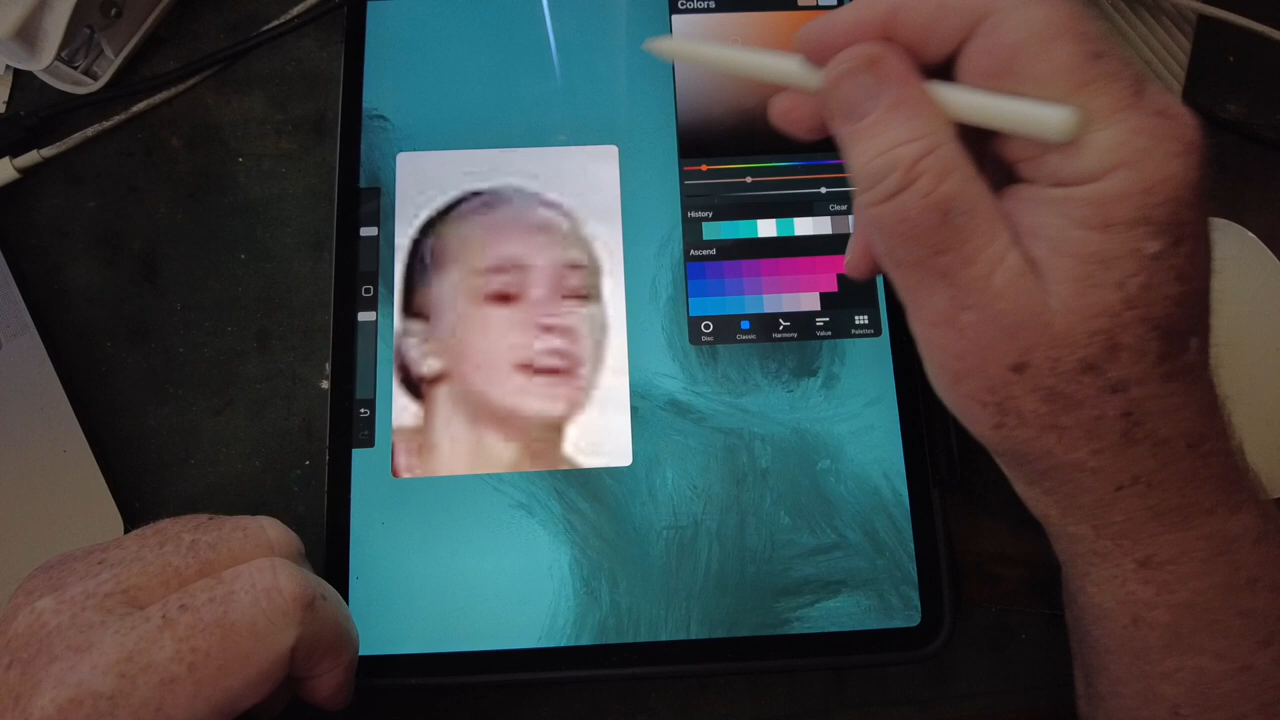 Colors
History
Clear
Ascend
Disc
Classic
Harmony
Value
Palettes